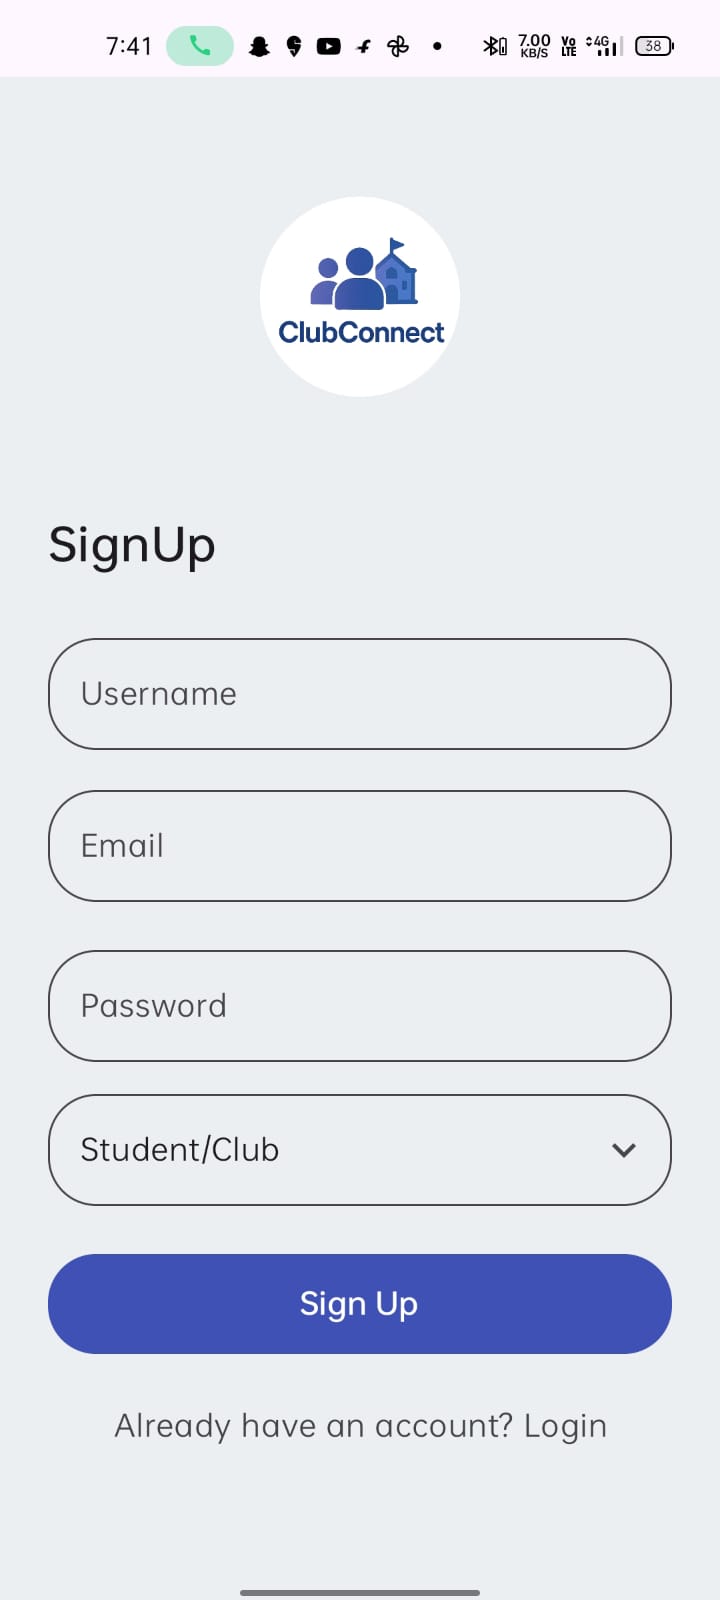 7:41 7.00 KB/S Vo LTE 4G 38
ClubConnect
SignUp
Username
Email
Password
Student/Club
Sign Up
Already have an account? Login